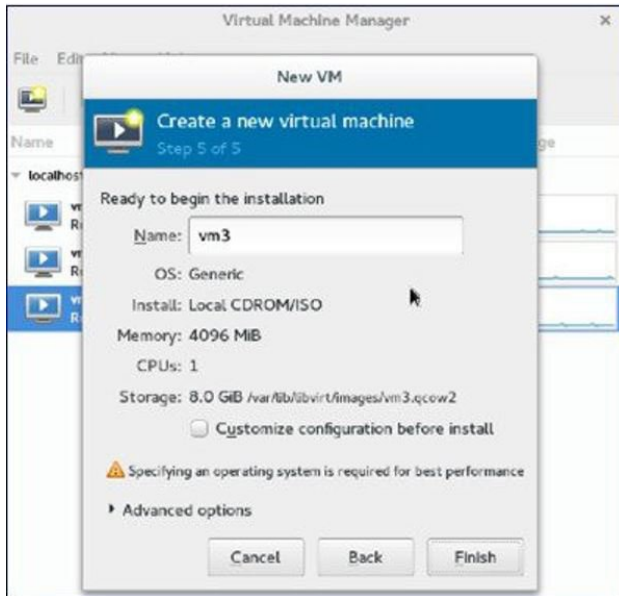 Virtual Machine Manager
File Edi
New VM
Create a new virtual machine
Step 5 of 5
Name
ge
localhos
Ready to begin the installation
Name: vm3
OS: Generic
Install: Local CDROM/ISO
Memory: 4096 MiB
CPUs: 1
Storage: 8.0 GiB /var/lib/libvirt/images/vm3.qcow2
Customize configuration before install
Specifying an operating system is required for best performance
Advanced options
Cancel Back Finish